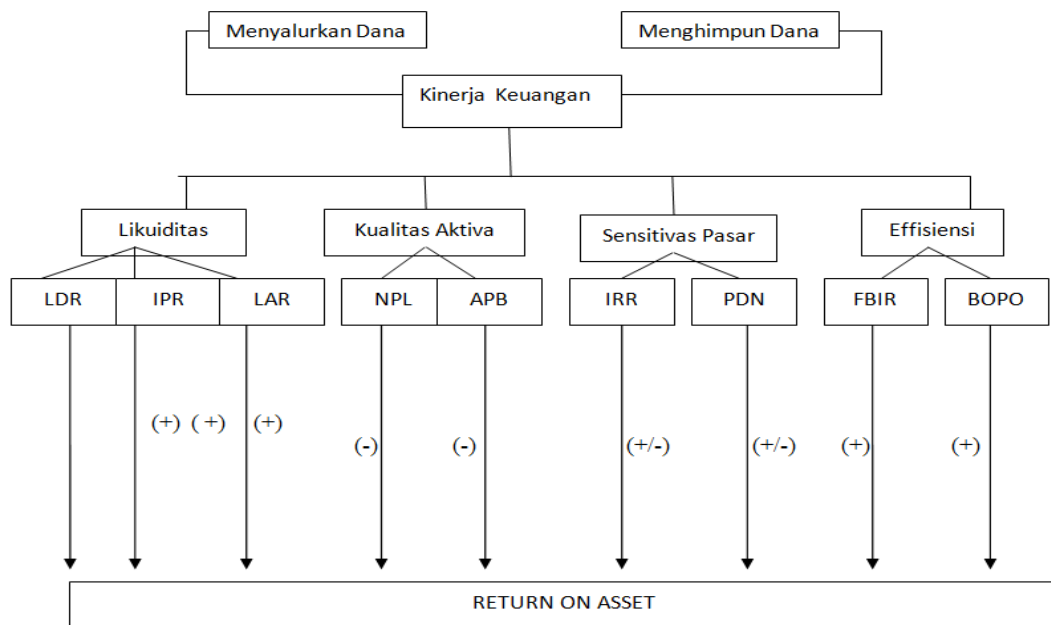 Menyalurkan Dana
Menghimpun Dana
Kinerja Keuangan
Likuiditas
Kualitas Aktiva
Sensitivas Pasar
Effisiensi
LDR
IPR
LAR
NPL
APB
IRR
PDN
FBIR
BOPO
(+)
( +)
(+)
(-)
(-)
(+/-)
(+/-)
(+)
(+)
RETURN ON ASSET